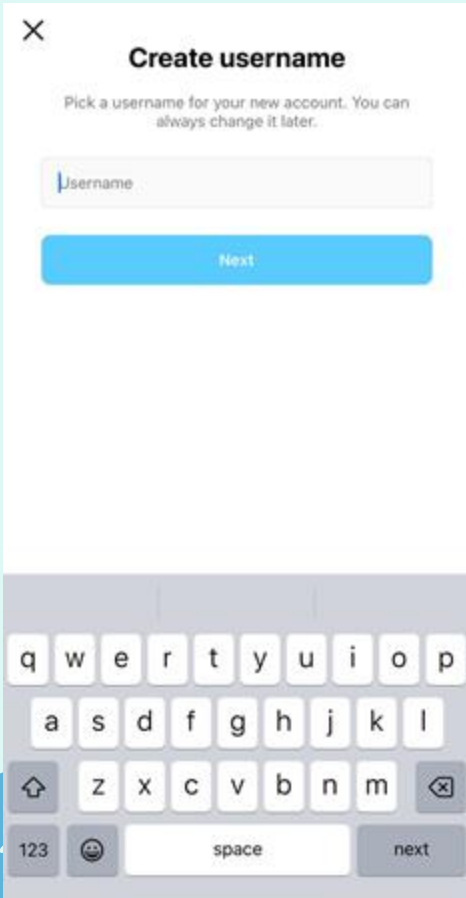 Create username
Pick a username for your new account. You can
always change it later.
Username
Next
q w e r t y u i o p
a s d f g h j k l
z x c v b n m
123 space next